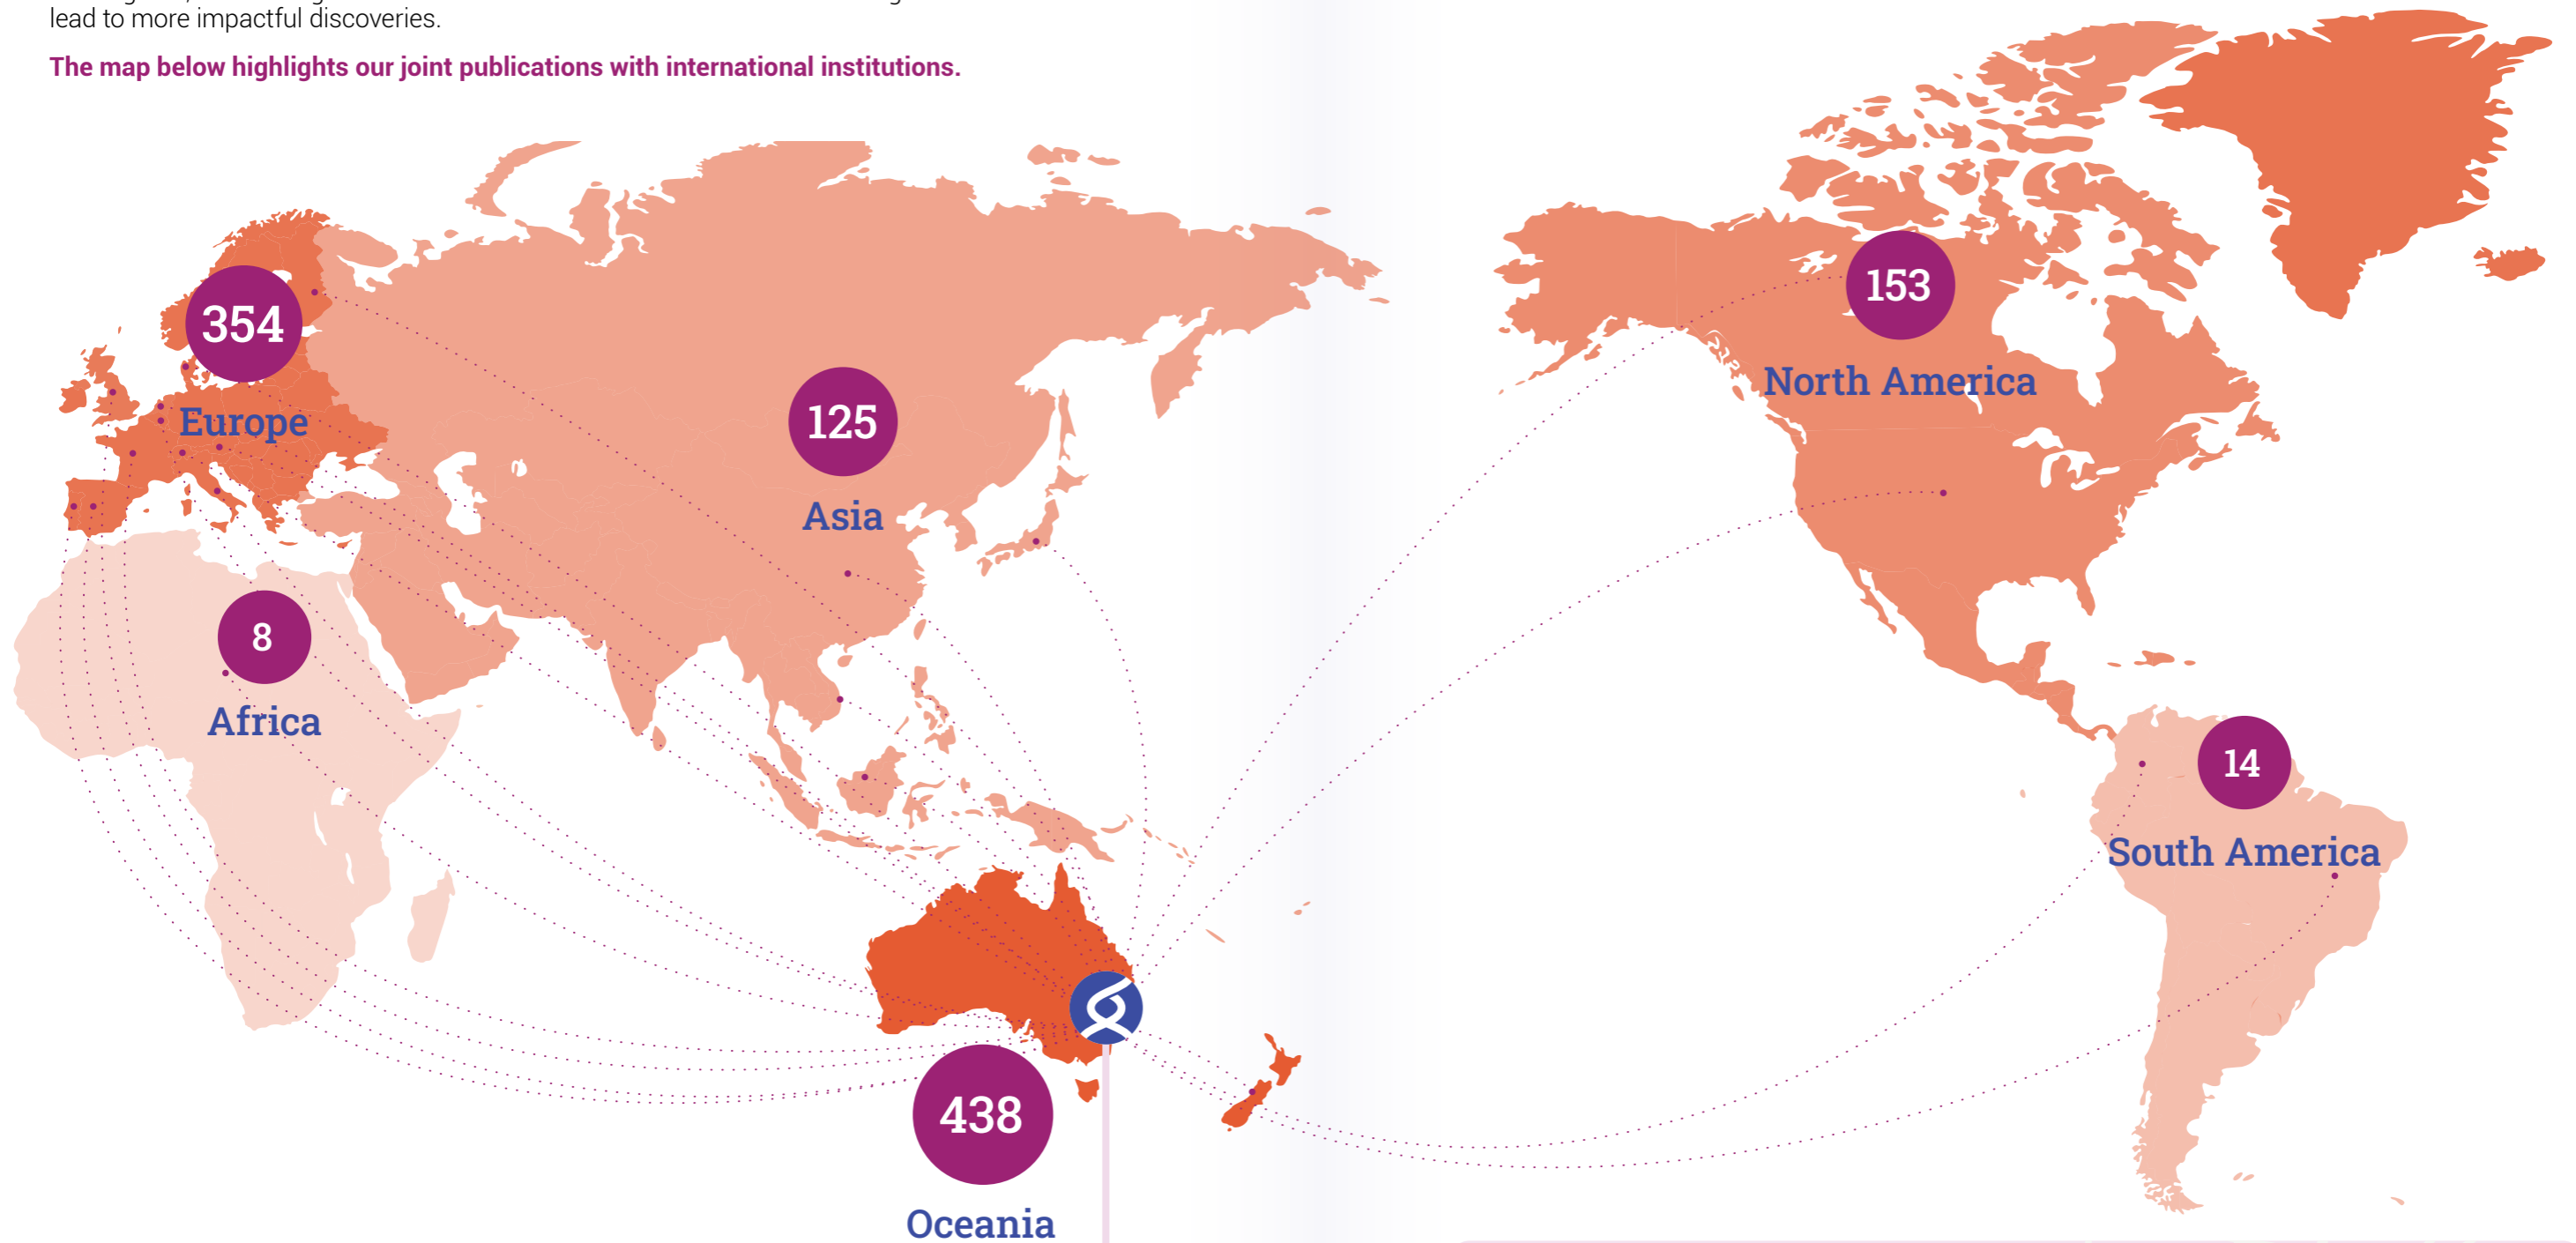 lead to more impactful discoveries.
The map below highlights our joint publications with international institutions.
153
354
North America
125
Europe
Asia
8
Africa
14
South America
438
Oceania